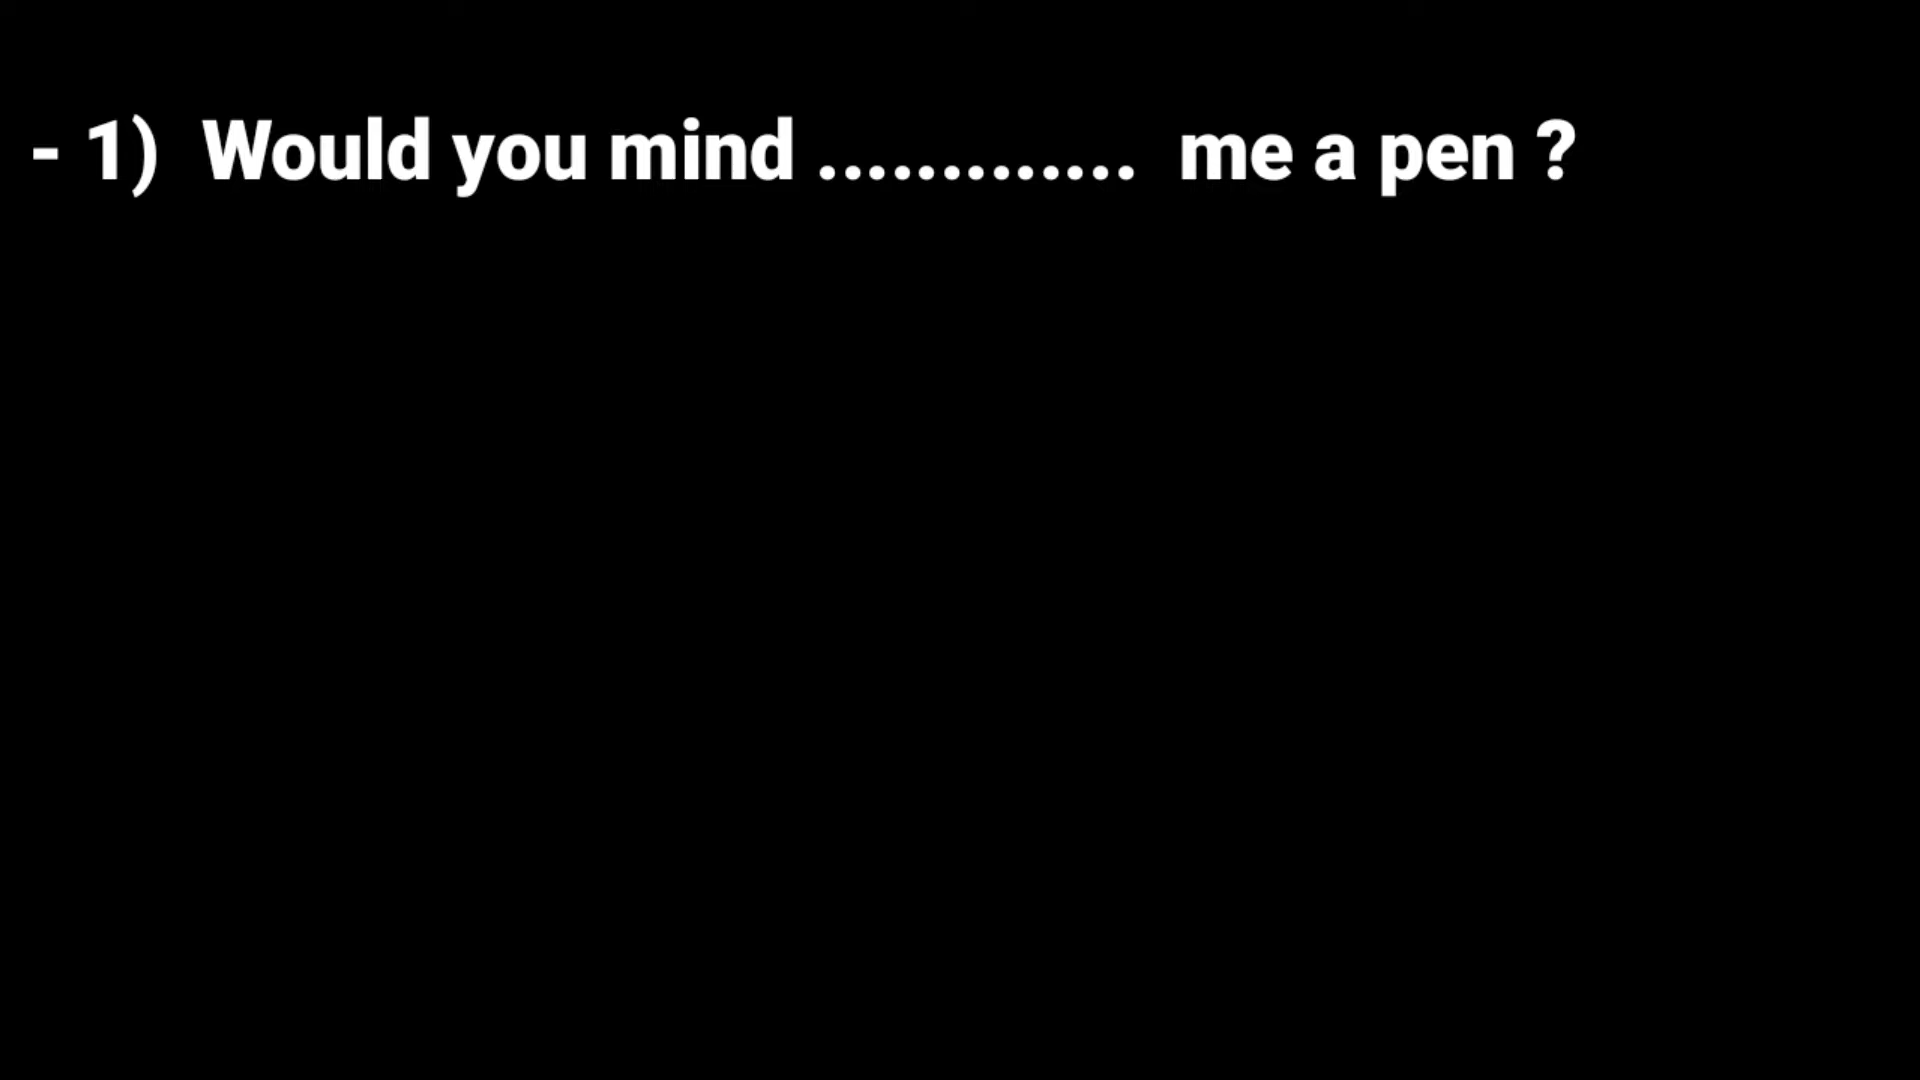 - 1) Would you mind ............. me a pen ?